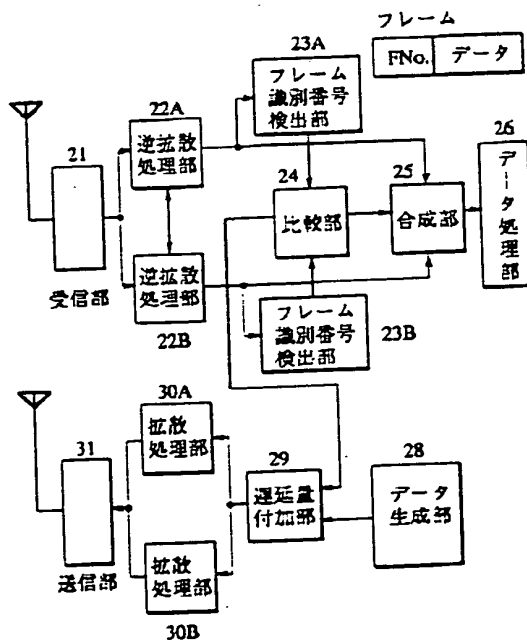 フレーム
FNo. データ
23A
フレーム
識別番号
検出部
22A
逆拡散
処理部
21
受信部
24
比較部
25
合成部
26
データ処理部
逆拡散
処理部
22B
フレーム
識別番号
検出部
23B
30A
拡散
処理部
31
送信部
29
遅延量
付加部
28
データ
生成部
拡散
処理部
30B